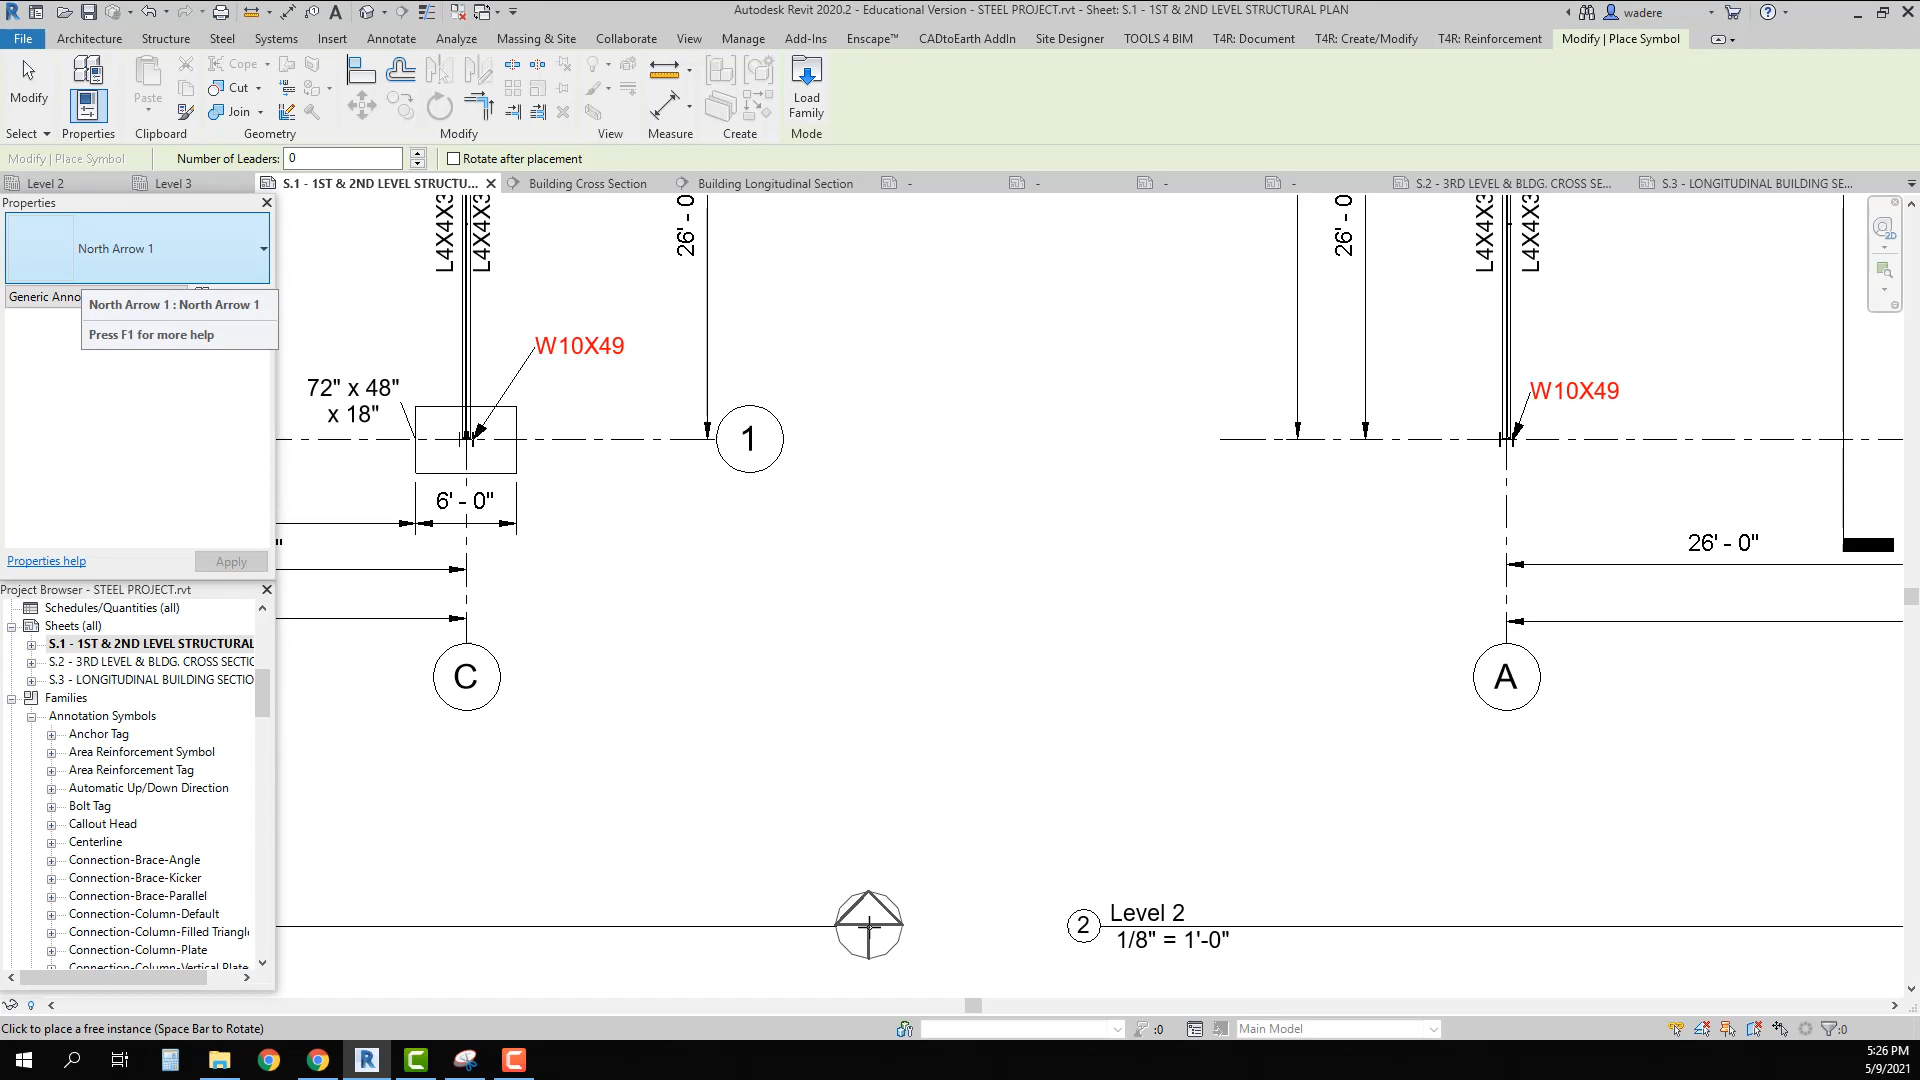 Autodesk Revit 2020.2 - Educational Version - STEEL PROJECT.rvt - Sheet: S.1 - 1ST & 2ND LEVEL STRUCTURAL PLAN
wadere
File Architecture Structure Steel Systems Insert Annotate Analyze Massing & Site Collaborate View Manage Add-Ins Enscape™ CADtoEarth AddIn Site Designer TOOLS 4 BIM T4R: Document T4R: Create/Modify T4R: Reinforcement Modify | Place Symbol
Cope
Cut
Join
Modify
Paste
Load Family
Select Properties Clipboard Geometry Modify View Measure Create Mode
Modify | Place Symbol Number of Leaders: 0 Rotate after placement
Level 2 Level 3 S.1 - 1ST & 2ND LEVEL STRUCTU... Building Cross Section Building Longitudinal Section - - - - S.2 - 3RD LEVEL & BLDG. CROSS SE... S.3 - LONGITUDINAL BUILDING SE...
Properties
North Arrow 1
Generic Anno
North Arrow 1 : North Arrow 1
Press F1 for more help
Properties help Apply
Project Browser - STEEL PROJECT.rvt
Schedules/Quantities (all)
Sheets (all)
S.1 - 1ST & 2ND LEVEL STRUCTURAL
S.2 - 3RD LEVEL & BLDG. CROSS SECTIO
S.3 - LONGITUDINAL BUILDING SECTIO
Families
Annotation Symbols
Anchor Tag
Area Reinforcement Symbol
Area Reinforcement Tag
Automatic Up/Down Direction
Bolt Tag
Callout Head
Centerline
Connection-Brace-Angle
Connection-Brace-Kicker
Connection-Brace-Parallel
Connection-Column-Default
Connection-Column-Filled Triangl
Connection-Column-Plate
Connection-Column-Vertical Plate
L4X4X3
L4X4X3
26' - 0
26' - 0
L4X4X3
L4X4X3
W10X49
72" x 48"
x 18"
1
6' - 0"
"
C
W10X49
26' - 0"
A
2
Level 2
1/8" = 1'-0"
Click to place a free instance (Space Bar to Rotate)
:0
Main Model
:0
2D
5:26 PM
5/9/2021